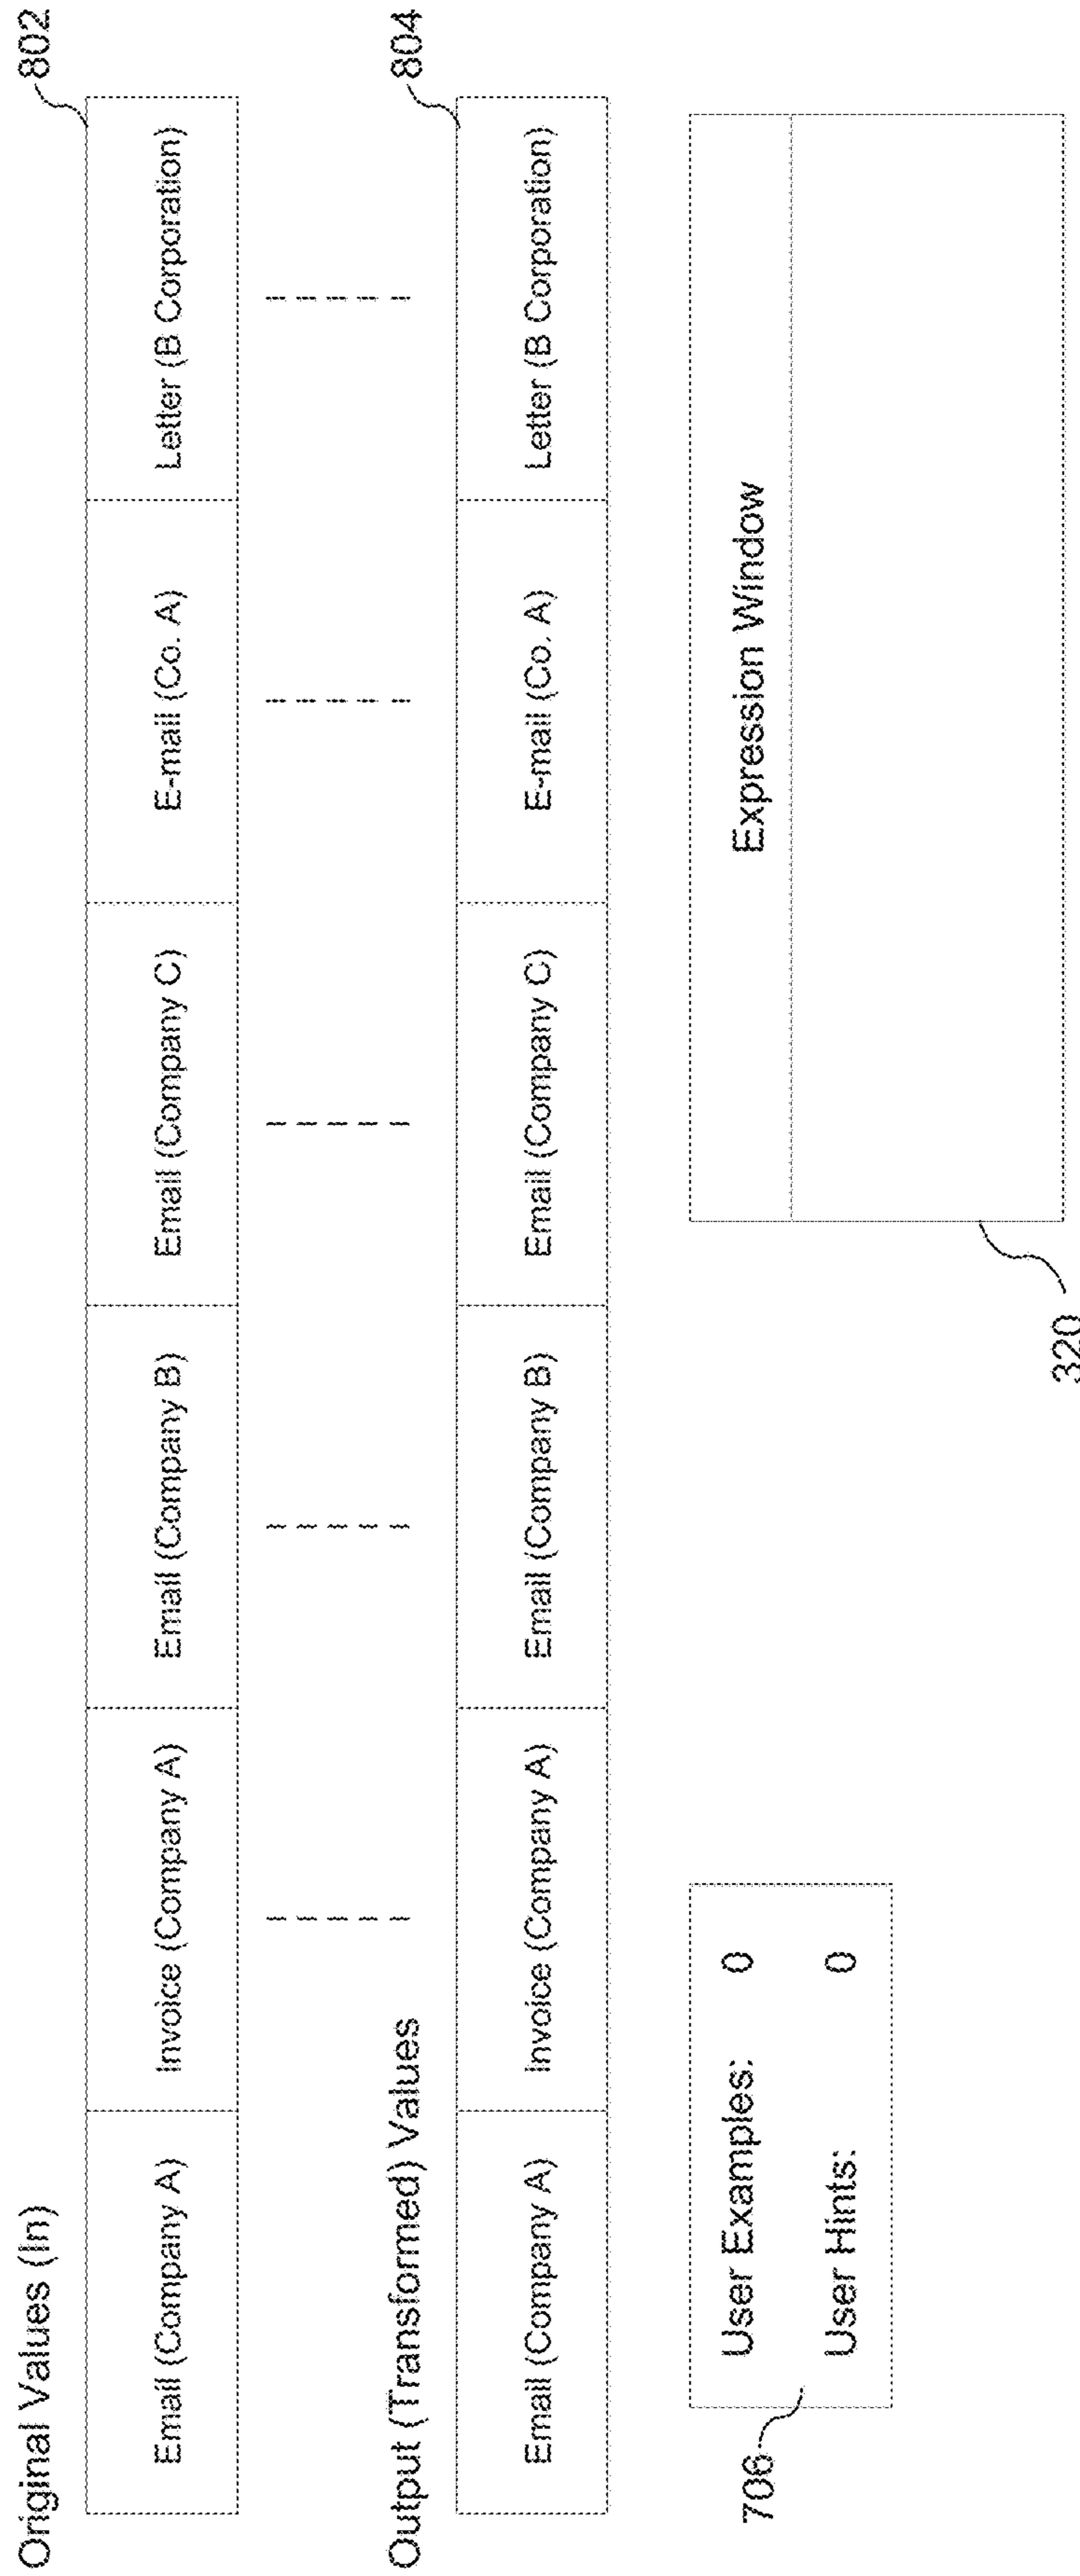 Original Values (In)
802
Email (Company A)
Invoice (Company A)
Email (Company B)
Email (Company C)
E-mail (Co. A)
Letter (B Corporation)
Output (Transformed) Values
804
Email (Company A)
Invoice (Company A)
Email (Company B)
Email (Company C)
E-mail (Co. A)
Letter (B Corporation)
706
User Examples: 0
User Hints: 0
Expression Window
320